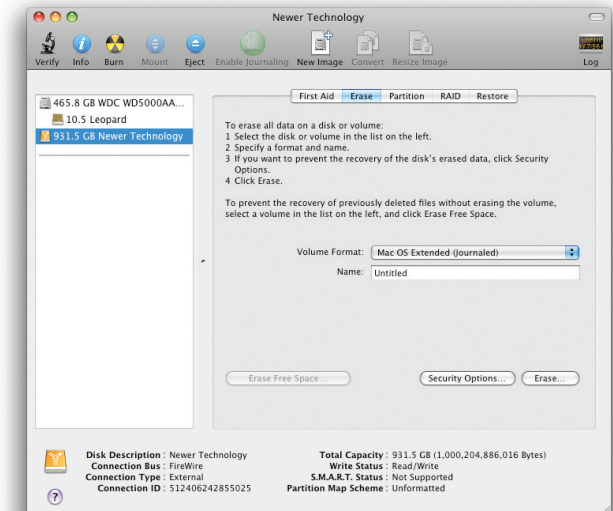 Newer Technology
Verify Info Burn Mount Eject Enable Journaling New Image Convert Resize Image Log
465.8 GB WDC WD5000AA...
10.5 Leopard
931.5 GB Newer Technology
First Aid Erase Partition RAID Restore
To erase all data on a disk or volume:
1 Select the disk or volume in the list on the left.
2 Specify a format and name.
3 If you want to prevent the recovery of the disk's erased data, click Security
Options.
4 Click Erase.
To prevent the recovery of previously deleted files without erasing the volume,
select a volume in the list on the left, and click Erase Free Space.
Volume Format: Mac OS Extended (Journaled)
Name: Untitled
Erase Free Space... Security Options... Erase...
Disk Description : Newer Technology
Connection Bus : FireWire
Connection Type : External
Connection ID : 512406242855025
Total Capacity : 931.5 GB (1,000,204,886,016 Bytes)
Write Status : Read/Write
S.M.A.R.T. Status : Not Supported
Partition Map Scheme : Unformatted
?